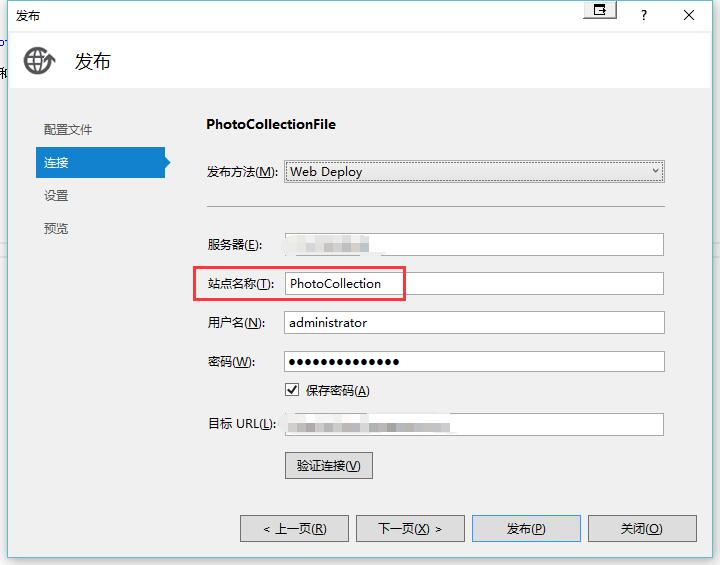 发布
?
发布
配置文件
连接
设置
预览
PhotoCollectionFile
发布方法(M): Web Deploy
服务器(E):
站点名称(T): PhotoCollection
用户名(N): administrator
密码(W): ●●●●●●●●●●●●●●
保存密码(A)
目标 URL(L):
验证连接(V)
< 上一页(R) 下一页(X) > 发布(P) 关闭(O)